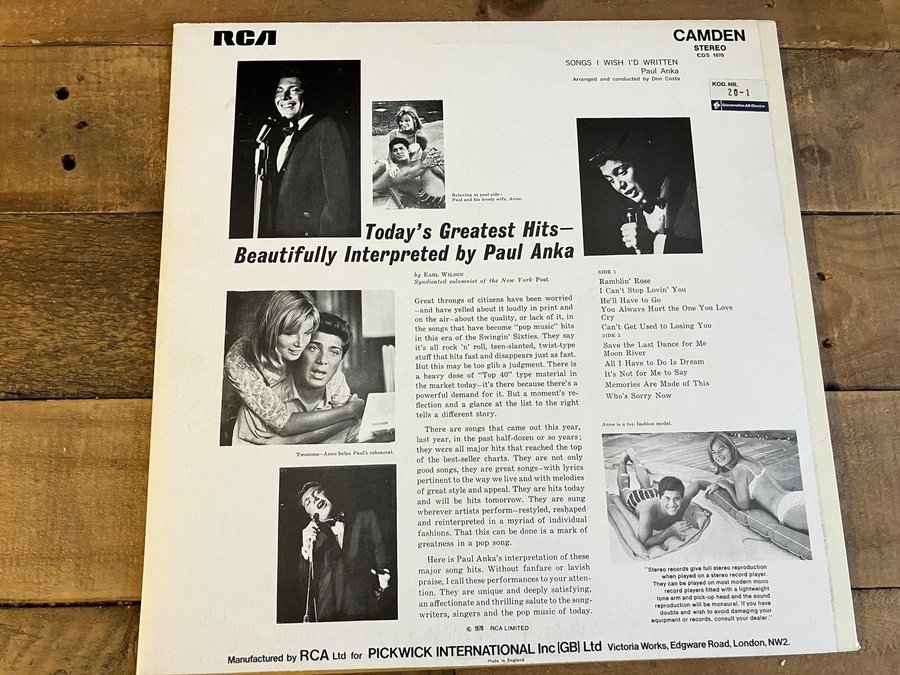 RCA
CAMDEN
STEREO
CDS 1070
SONGS I WISH I'D WRITTEN
Paul Anka
Arranged and conducted by Don Costa
KOD. NR.
20-1
Grammofon AB Electra
Relaxing at pool side—
Paul and his lovely wife, Anne.
Today's Greatest Hits—
Beautifully Interpreted by Paul Anka
by EARL WILSON
Syndicated columnist of the New York Post
Great throngs of citizens have been worried
—and have yelled about it loudly in print and
on the air—about the quality, or lack of it, in
the songs that have become "pop music" hits
in this era of the Swingin' Sixties. They say
it's all rock 'n' roll, teen-slanted, twist-type
stuff that hits fast and disappears just as fast.
But this may be too glib a judgment. There is
a heavy dose of "Top 40" type material in
the market today—it's there because there's a
powerful demand for it. But a moment's re-
flection and a glance at the list to the right
tells a different story.
There are songs that came out this year,
last year, in the past half-dozen or so years;
they were all major hits that reached the top
of the best-seller charts. They are not only
good songs, they are great songs—with lyrics
pertinent to the way we live and with melodies
of great style and appeal. They are hits today
and will be hits tomorrow. They are sung
wherever artists perform—restyled, reshaped
and reinterpreted in a myriad of individual
fashions. That this can be done is a mark of
greatness in a pop song.
Here is Paul Anka's interpretation of these
major song hits. Without fanfare or lavish
praise, I call these performances to your atten-
tion. They are unique and deeply satisfying,
an affectionate and thrilling salute to the song-
writers, singers and the pop music of today.
SIDE 1
Ramblin' Rose
I Can't Stop Lovin' You
He'll Have to Go
You Always Hurt the One You Love
Cry
Can't Get Used to Losing You
SIDE 2
Save the Last Dance for Me
Moon River
All I Have to Do Is Dream
It's Not for Me to Say
Memories Are Made of This
Who's Sorry Now
Twosome—Anne helps Paul's rehearsal.
Anne is a top fashion model.
"Stereo records give full stereo reproduction
when played on a stereo record player.
They can be played on most modern mono
record players fitted with a lightweight
tone arm and pick-up head and the sound
reproduction will be monaural. If you have
doubts and wish to avoid damaging your
equipment or records, consult your dealer."
© 1970 RCA LIMITED
Manufactured by RCA Ltd for PICKWICK INTERNATIONAL Inc (GB) Ltd Victoria Works, Edgware Road, London, NW2.
Made in England